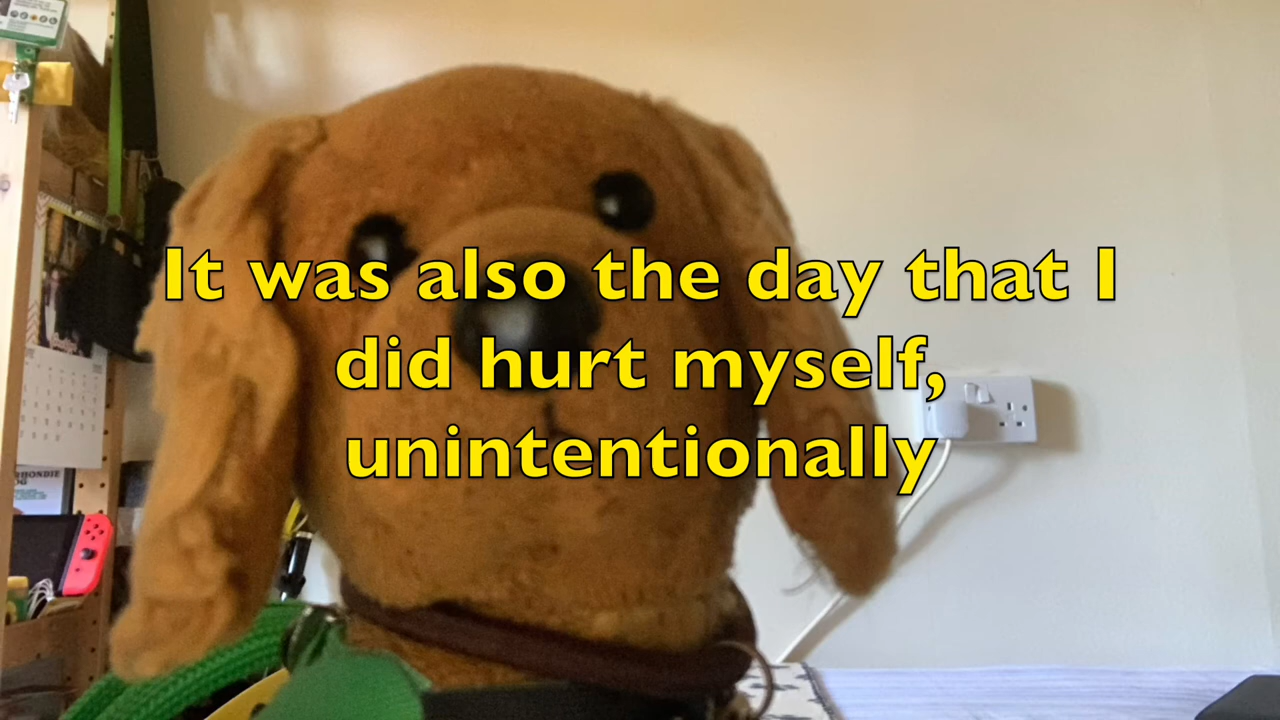 It was also the day that I
did hurt myself,
unintentionally